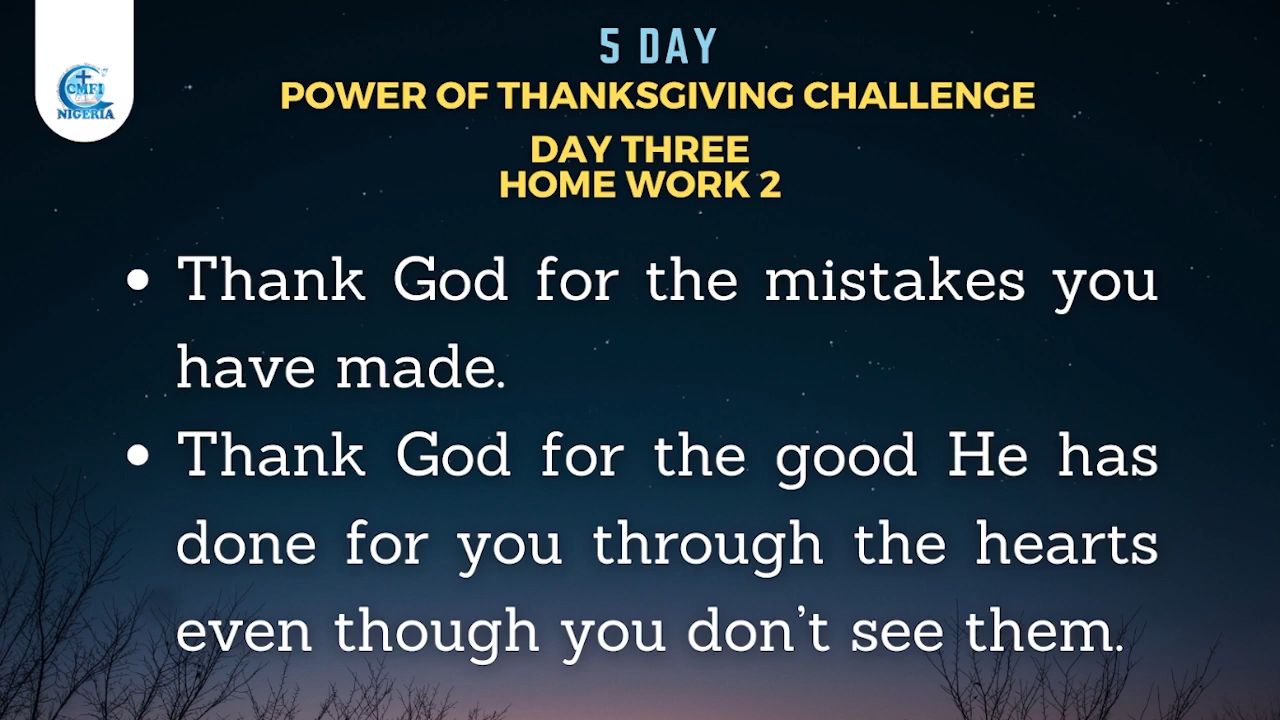 CMFI
NIGERIA
5 DAY
POWER OF THANKSGIVING CHALLENGE
DAY THREE
HOME WORK 2
• Thank God for the mistakes you
have made.
• Thank God for the good He has
done for you through the hearts
even though you don't see them.